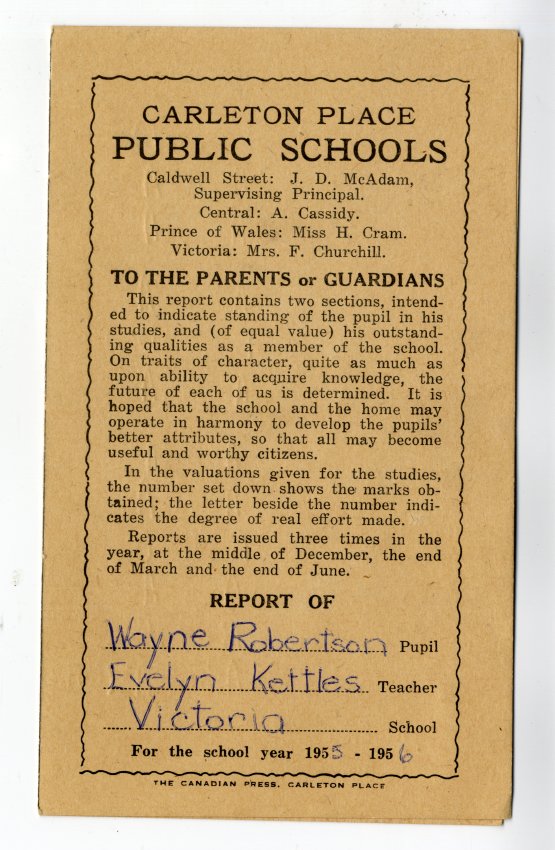 CARLETON PLACE
PUBLIC SCHOOLS
Caldwell Street: J. D. McAdam,
Supervising Principal.
Central: A. Cassidy.
Prince of Wales: Miss H. Cram.
Victoria: Mrs. F. Churchill.
TO THE PARENTS or GUARDIANS
This report contains two sections, intend-
ed to indicate standing of the pupil in his
studies, and (of equal value) his outstand-
ing qualities as a member of the school.
On traits of character, quite as much as
upon ability to acquire knowledge, the
future of each of us is determined. It is
hoped that the school and the home may
operate in harmony to develop the pupils'
better attributes, so that all may become
useful and worthy citizens.
In the valuations given for the studies,
the number set down shows the marks ob-
tained; the letter beside the number indi-
cates the degree of real effort made.
Reports are issued three times in the
year, at the middle of December, the end
of March and the end of June.
REPORT OF
Wayne Robertson Pupil
Evelyn Kettles Teacher
Victoria School
For the school year 1955 - 1956
THE CANADIAN PRESS, CARLETON PLACE